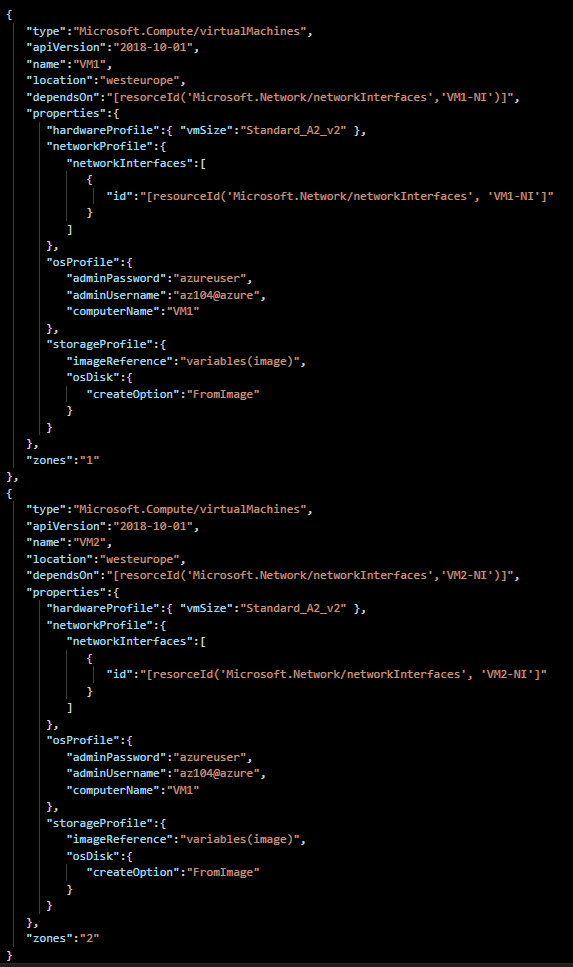 {
"type":"Microsoft.Compute/virtualMachines",
"apiVersion":"2018-10-01",
"name":"VM1",
"location":"westeurope",
"dependsOn":"[resorceId('Microsoft.Network/networkInterfaces','VM1-NI')]",
"properties":{
"hardwareProfile":{ "vmSize":"Standard_A2_v2" },
"networkProfile":{
"networkInterfaces":[
{
"id":"[resourceId('Microsoft.Network/networkInterfaces', 'VM1-NI']"
}
]
},
"osProfile":{
"adminPassword":"azureuser",
"adminUsername":"az104@azure",
"computerName":"VM1"
},
"storageProfile":{
"imageReference":"variables(image)",
"osDisk":{
"createOption":"FromImage"
}
}
},
"zones":"1"
},
{
"type":"Microsoft.Compute/virtualMachines",
"apiVersion":"2018-10-01",
"name":"VM2",
"location":"westeurope",
"dependsOn":"[resorceId('Microsoft.Network/networkInterfaces','VM2-NI')]",
"properties":{
"hardwareProfile":{ "vmSize":"Standard_A2_v2" },
"networkProfile":{
"networkInterfaces":[
{
"id":"[resorceId('Microsoft.Network/networkInterfaces', 'VM2-NI']"
}
]
},
"osProfile":{
"adminPassword":"azureuser",
"adminUsername":"az104@azure",
"computerName":"VM1"
},
"storageProfile":{
"imageReference":"variables(image)",
"osDisk":{
"createOption":"FromImage"
}
}
},
"zones":"2"
}